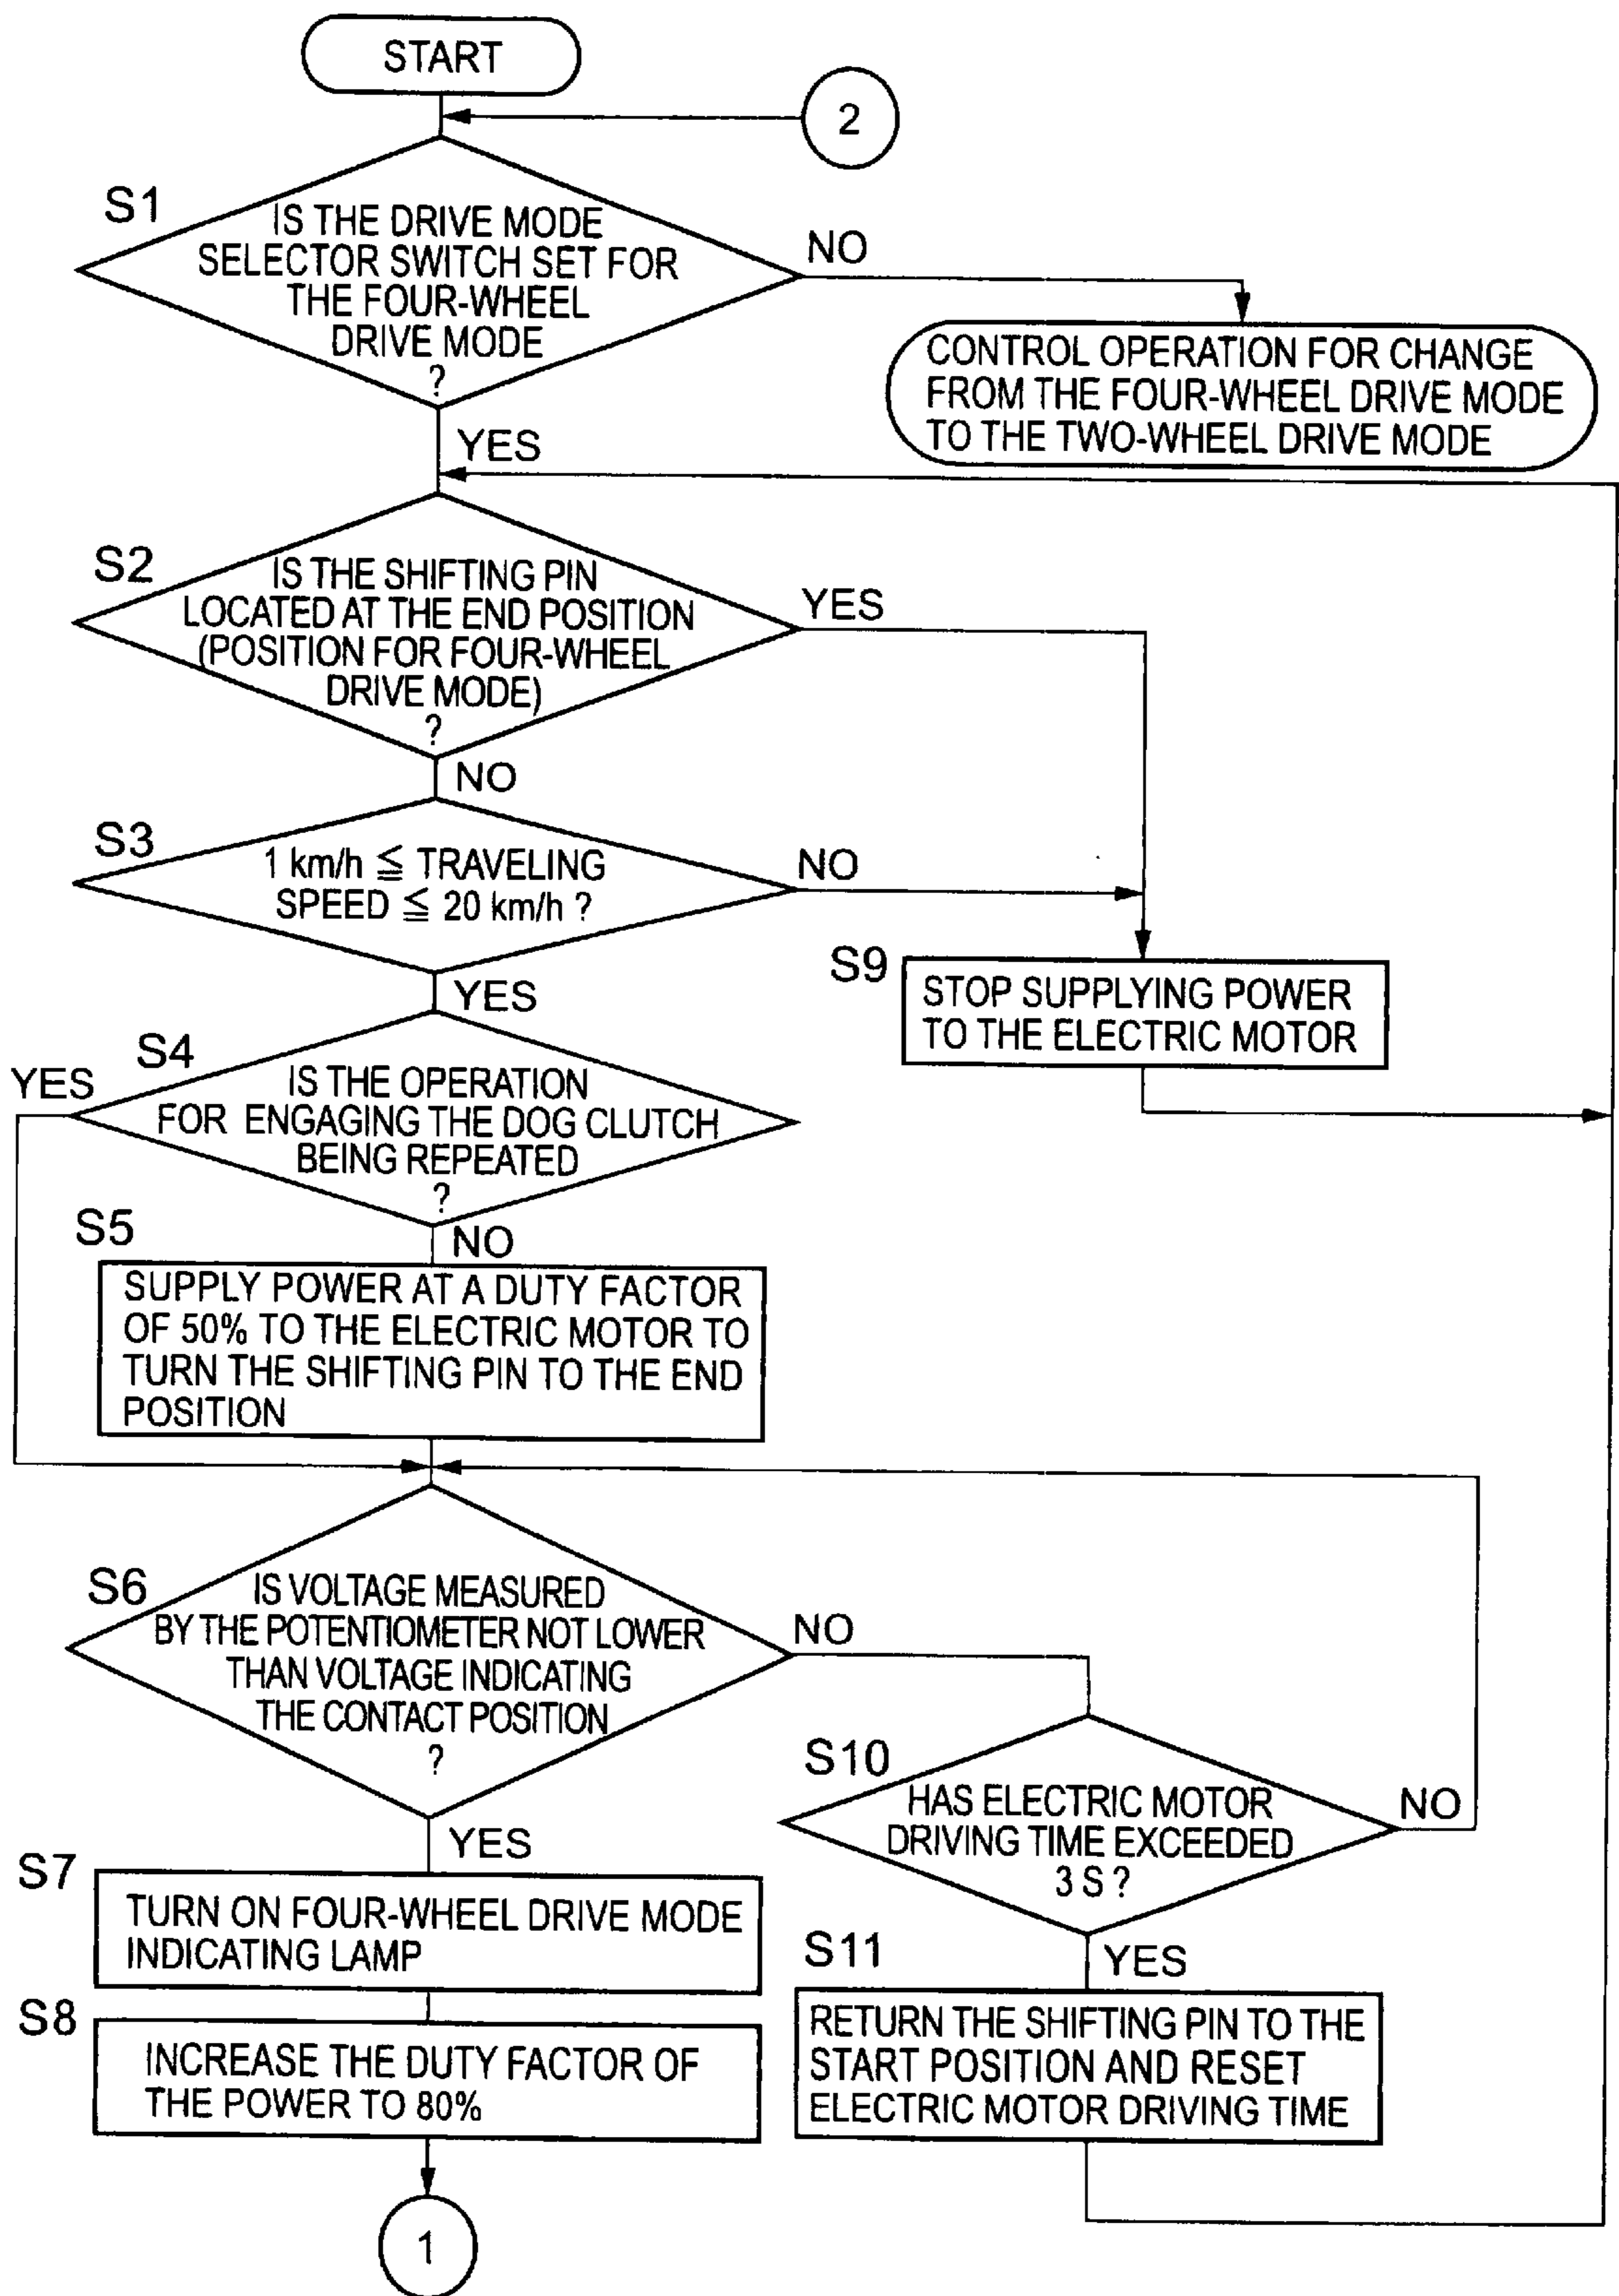 START
2
S1
IS THE DRIVE MODE
SELECTOR SWITCH SET FOR
THE FOUR-WHEEL
DRIVE MODE
?
NO
CONTROL OPERATION FOR CHANGE
FROM THE FOUR-WHEEL DRIVE MODE
TO THE TWO-WHEEL DRIVE MODE
YES
S2
IS THE SHIFTING PIN
LOCATED AT THE END POSITION
(POSITION FOR FOUR-WHEEL
DRIVE MODE)
?
YES
NO
S3
1 km/h ≦ TRAVELING
SPEED ≦ 20 km/h ?
NO
YES
S9
STOP SUPPLYING POWER
TO THE ELECTRIC MOTOR
S4
YES
IS THE OPERATION
FOR ENGAGING THE DOG CLUTCH
BEING REPEATED
?
NO
S5
SUPPLY POWER AT A DUTY FACTOR
OF 50% TO THE ELECTRIC MOTOR TO
TURN THE SHIFTING PIN TO THE END
POSITION
S6
IS VOLTAGE MEASURED
BY THE POTENTIOMETER NOT LOWER
THAN VOLTAGE INDICATING
THE CONTACT POSITION
?
NO
YES
S10
HAS ELECTRIC MOTOR
DRIVING TIME EXCEEDED
3 S ?
NO
YES
S7
TURN ON FOUR-WHEEL DRIVE MODE
INDICATING LAMP
S11
RETURN THE SHIFTING PIN TO THE
START POSITION AND RESET
ELECTRIC MOTOR DRIVING TIME
S8
INCREASE THE DUTY FACTOR OF
THE POWER TO 80%
1